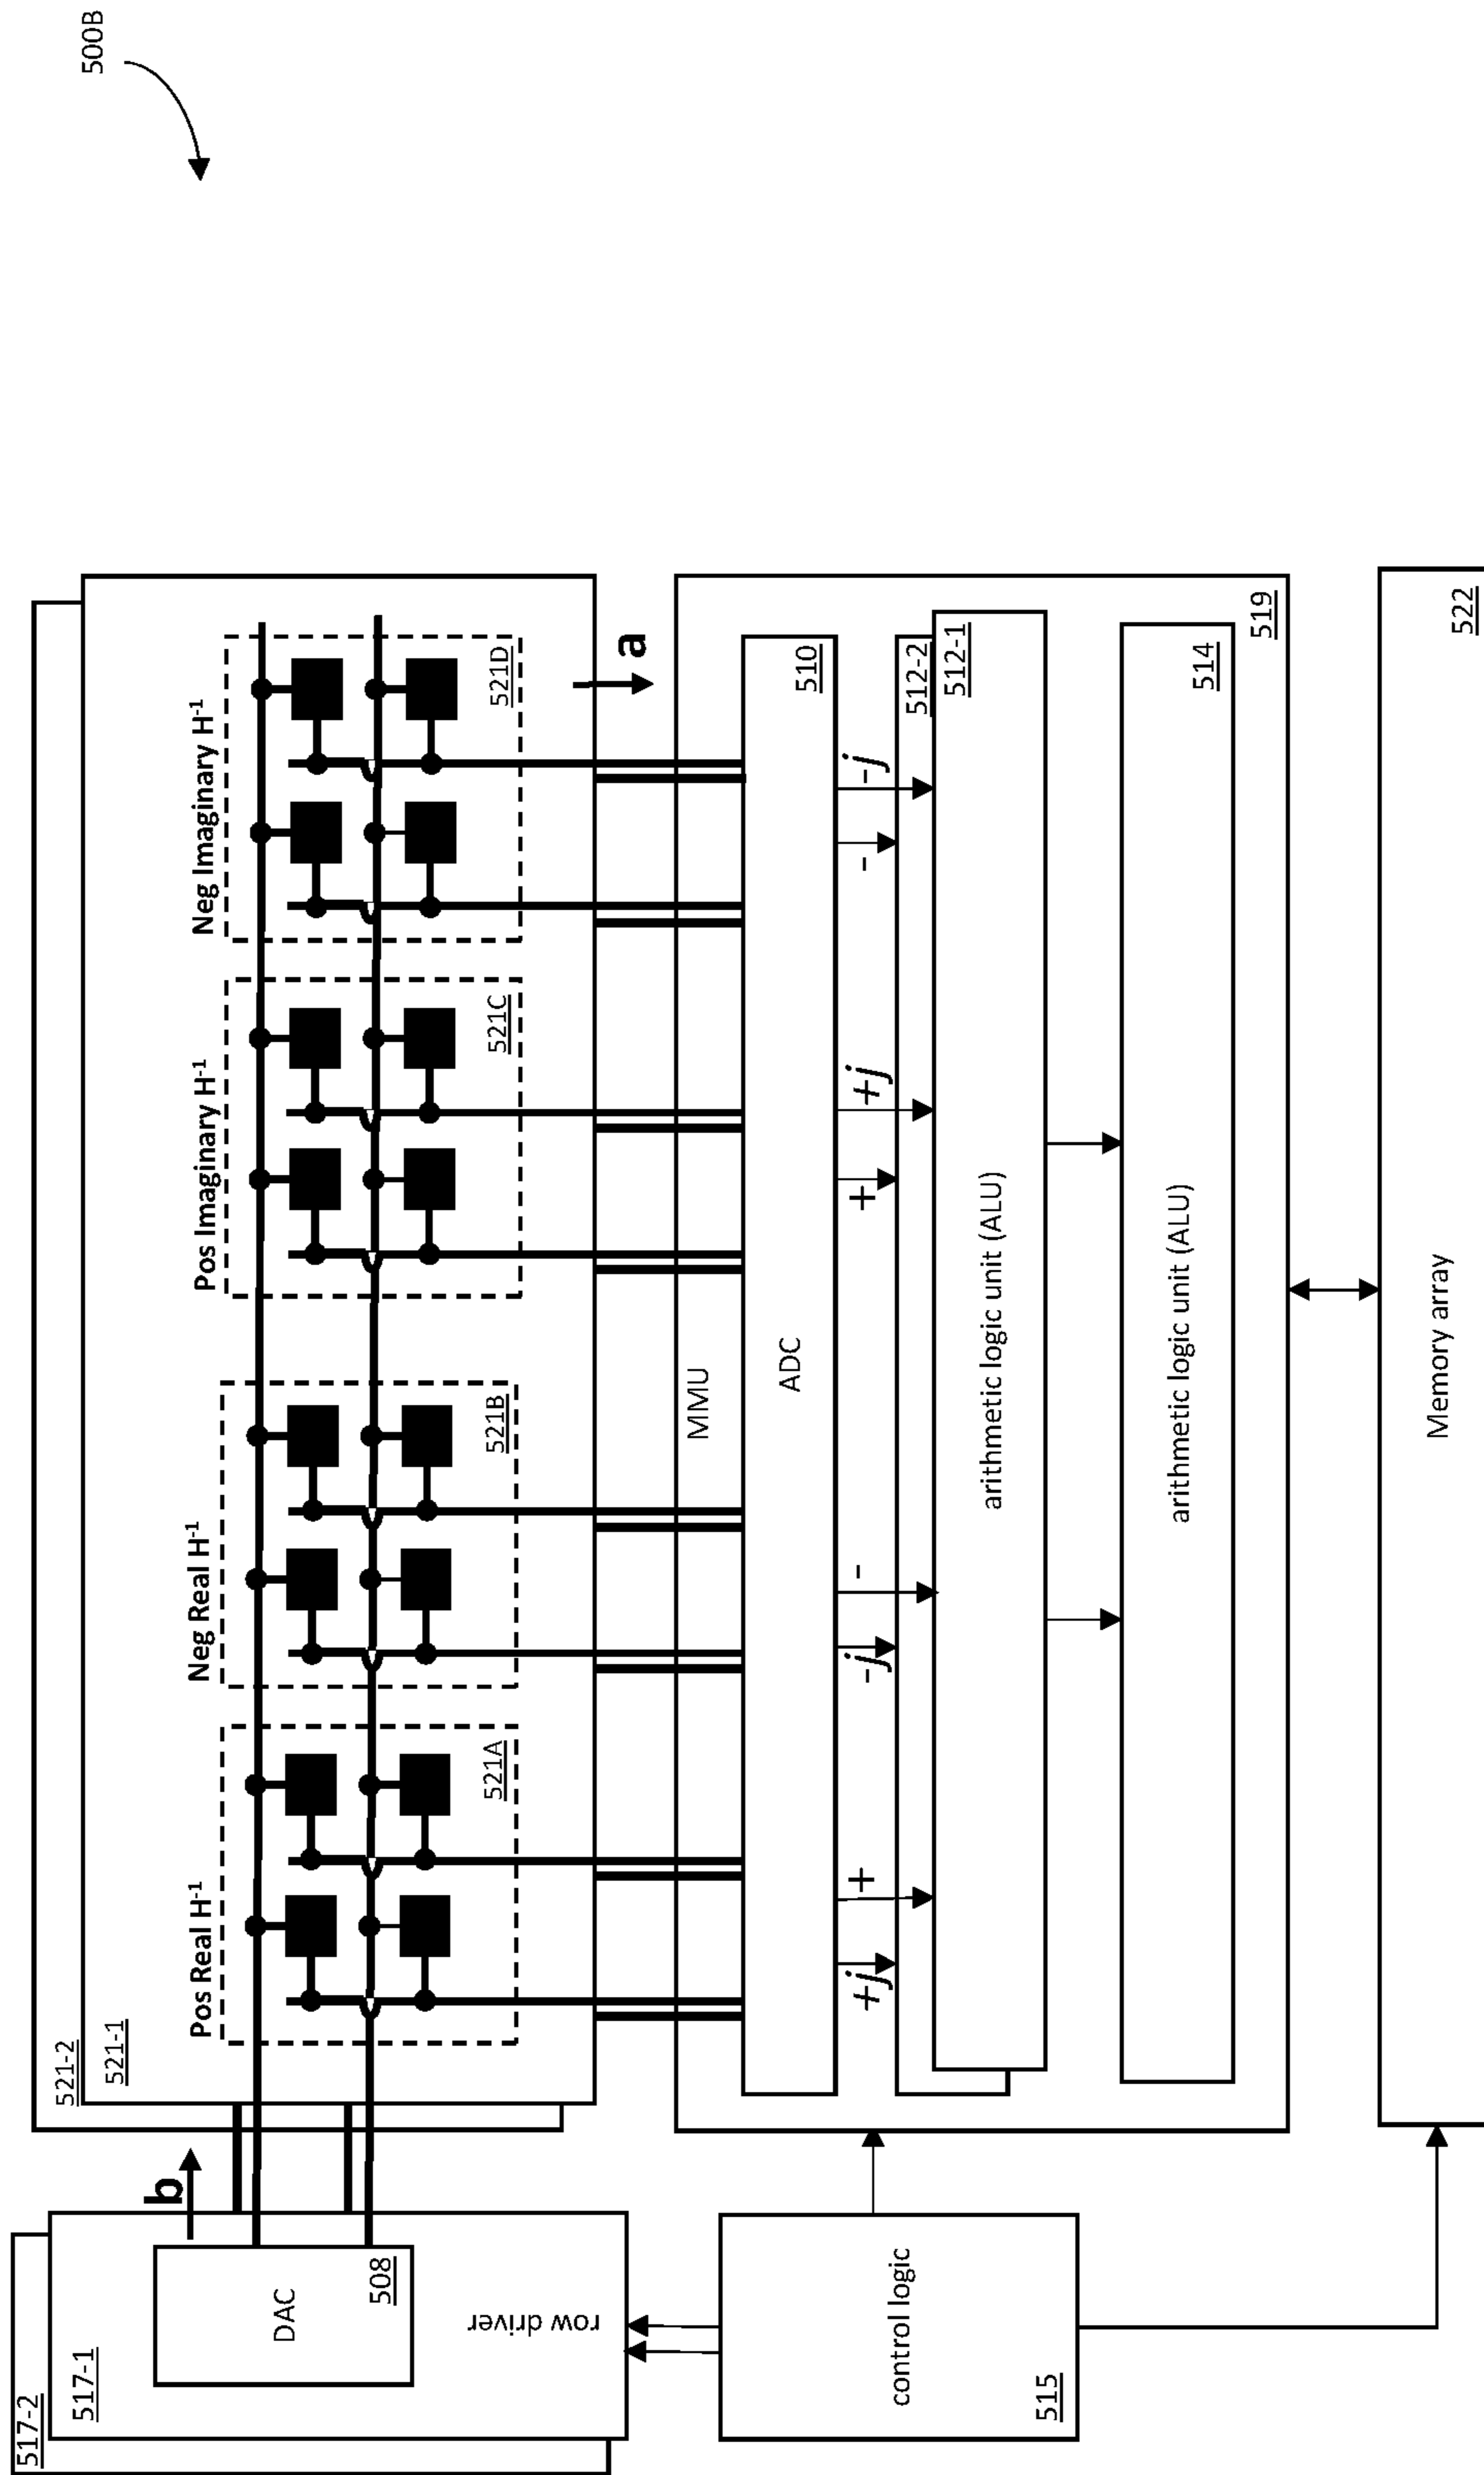 500B
517-2
517-1
DAC
508
row driver
b
521-2
521-1
Pos Real H-1
Neg Real H-1
Pos Imaginary H-1
Neg Imaginary H-1
521A
521B
521C
521D
a
control logic
515
MMU
ADC
510
+j
+
-j
-
+
+j
-
-j
512-2
512-1
arithmetic logic unit (ALU)
arithmetic logic unit (ALU)
514
519
Memory array
522